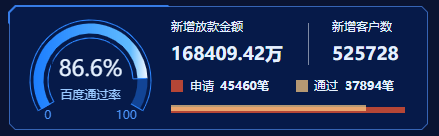 新增放款金额 新增客户数
168409.42万 525728
86.6%
百度通过率
0 100
申请 45460笔 通过 37894笔